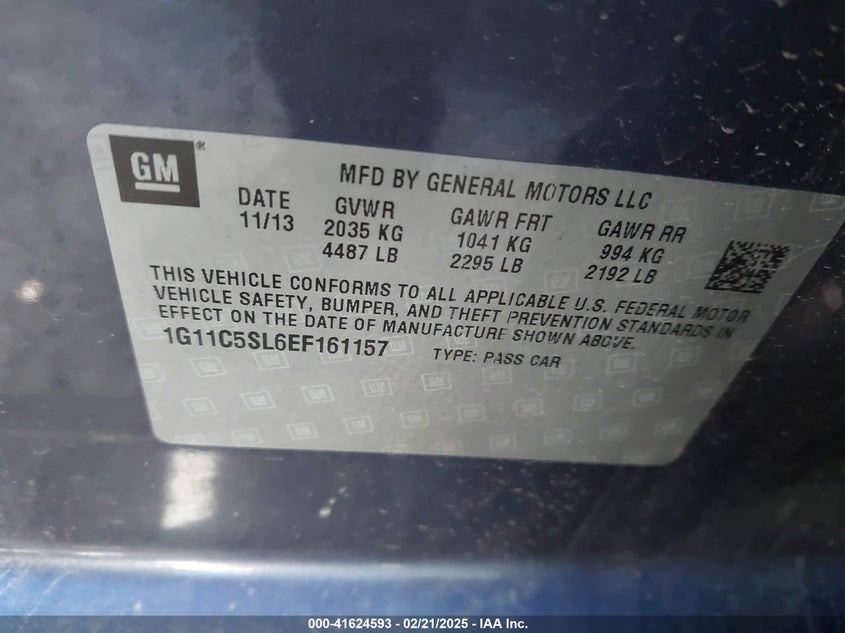 GM®
MFD BY GENERAL MOTORS LLC
DATE GVWR GAWR FRT GAWR RR
11/13 2035 KG 1041 KG 994 KG
4487 LB 2295 LB 2192 LB
THIS VEHICLE CONFORMS TO ALL APPLICABLE U.S. FEDERAL MOTOR
VEHICLE SAFETY, BUMPER, AND THEFT PREVENTION STANDARDS IN
EFFECT ON THE DATE OF MANUFACTURE SHOWN ABOVE.
1G11C5SL6EF161157 TYPE: PASS CAR
000-41624593 - 02/21/2025 - IAA Inc.